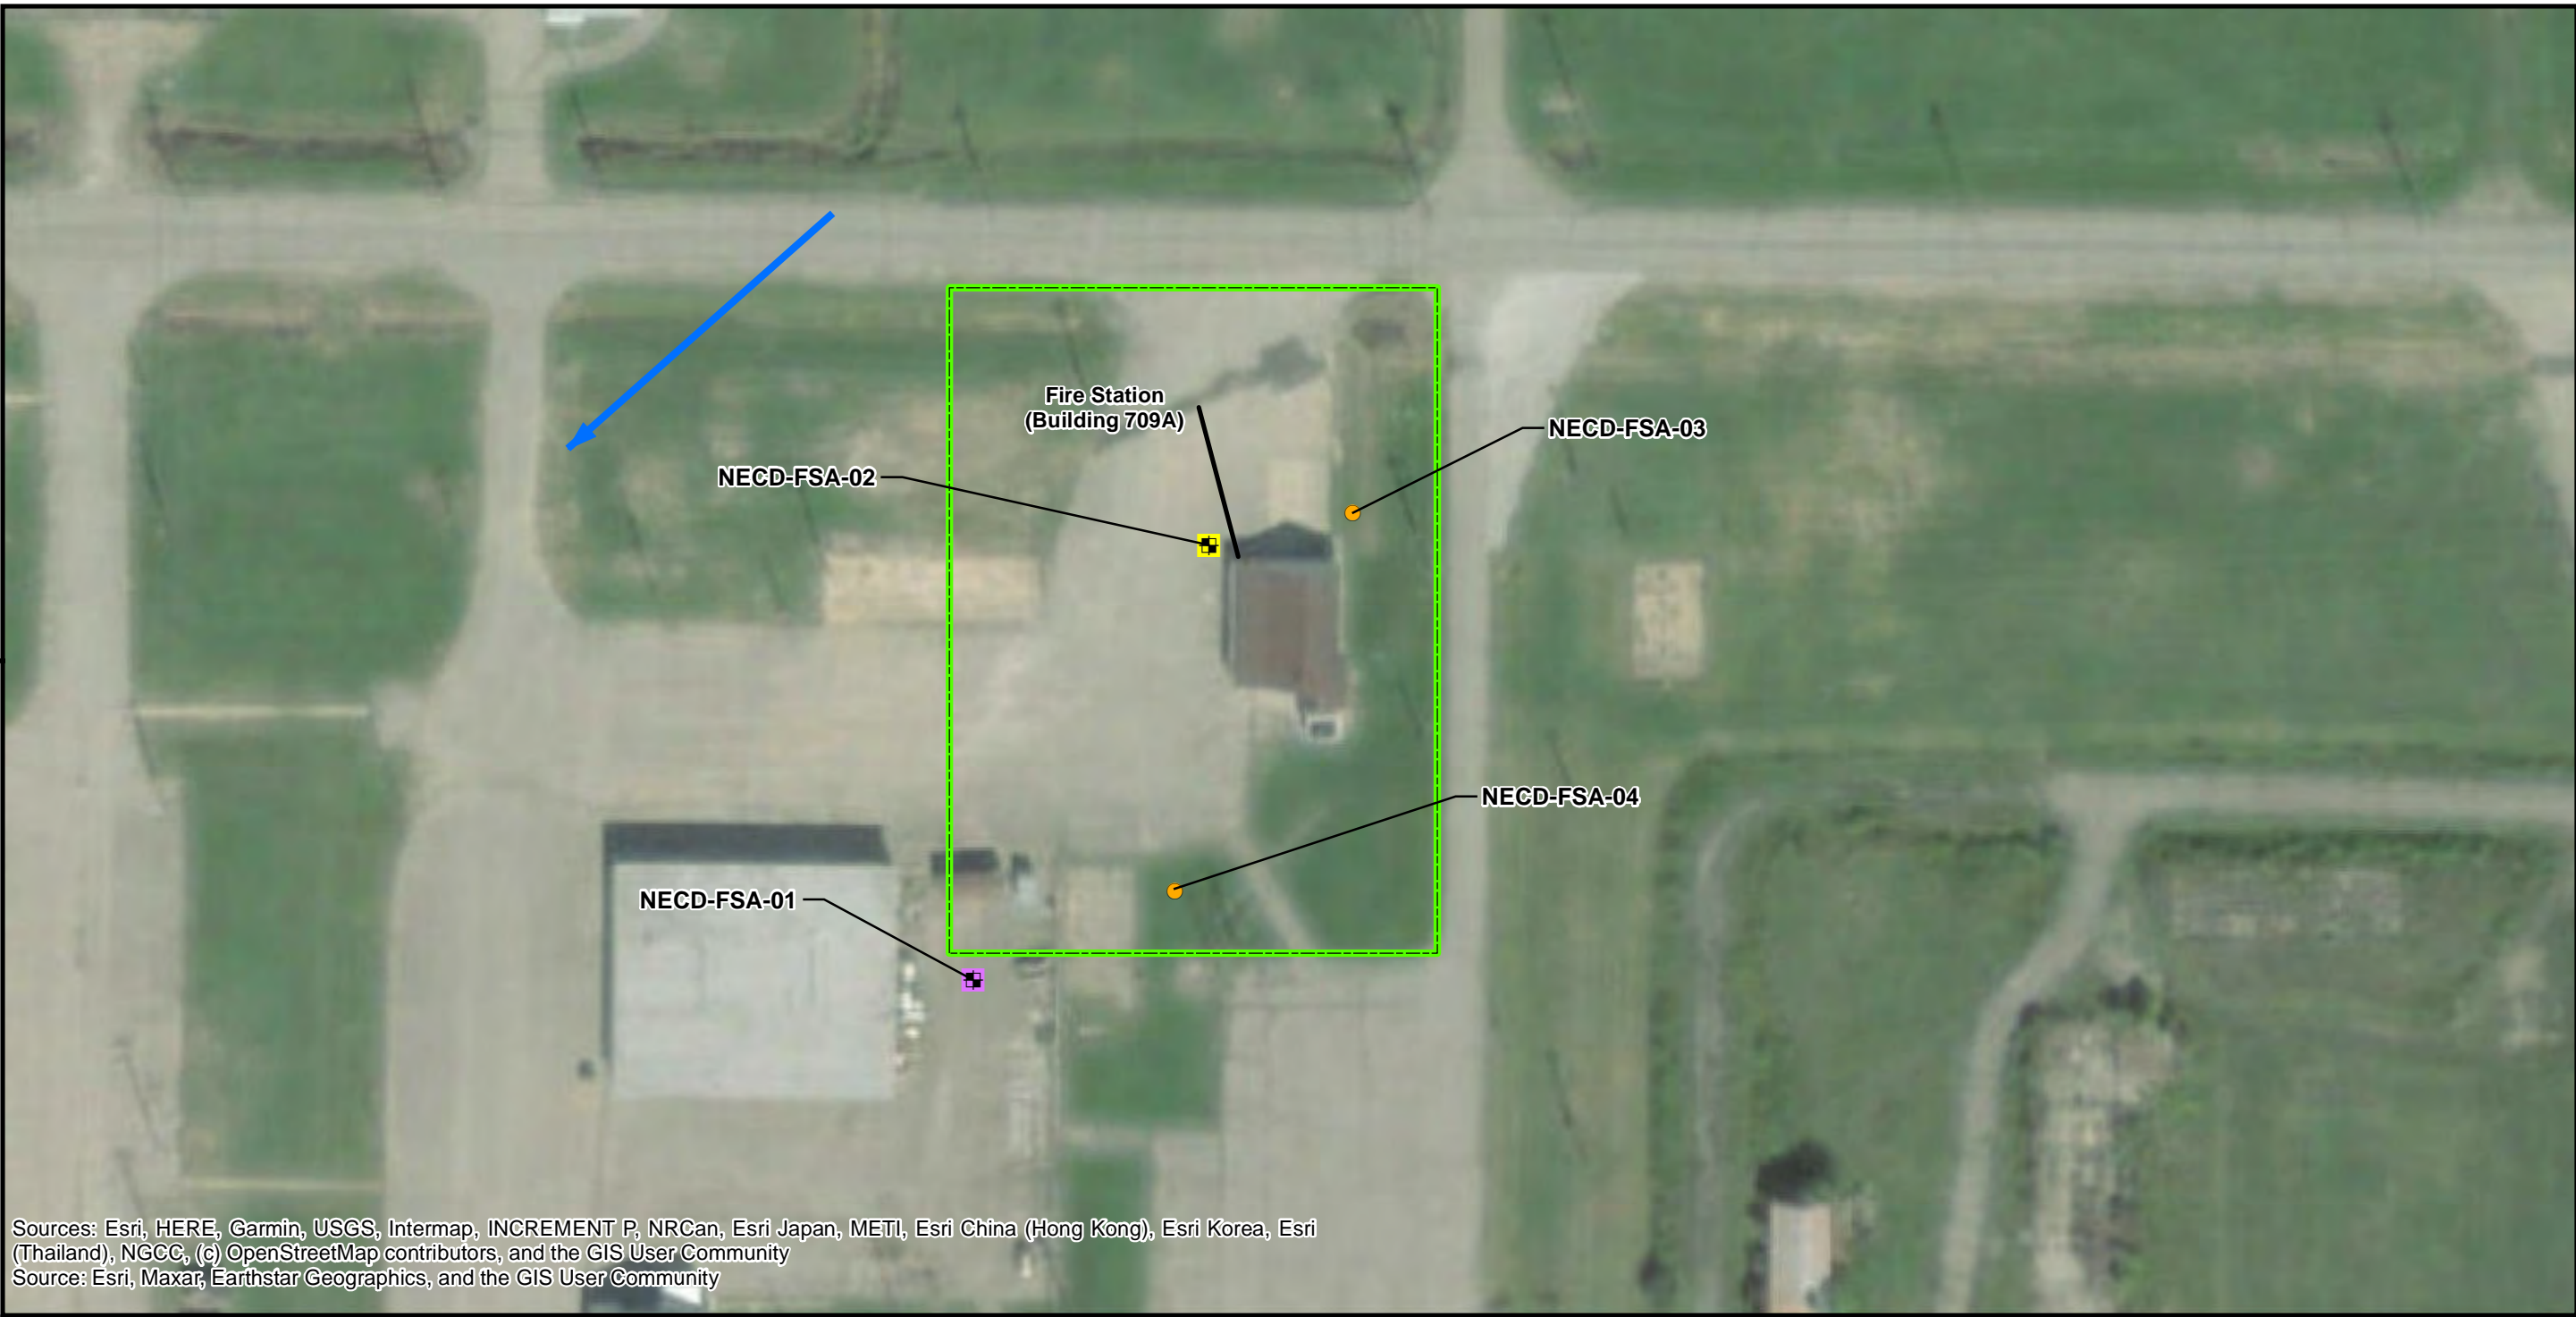 Fire Station
(Building 709A)
NECD-FSA-03
NECD-FSA-02
NECD-FSA-04
NECD-FSA-01
Sources: Esri, HERE, Garmin, USGS, Intermap, INCREMENT P, NRCan, Esri Japan, METI, Esri China (Hong Kong), Esri Korea, Esri
(Thailand), NGCC, (c) OpenStreetMap contributors, and the GIS User Community
Source: Esri, Maxar, Earthstar Geographics, and the GIS User Community